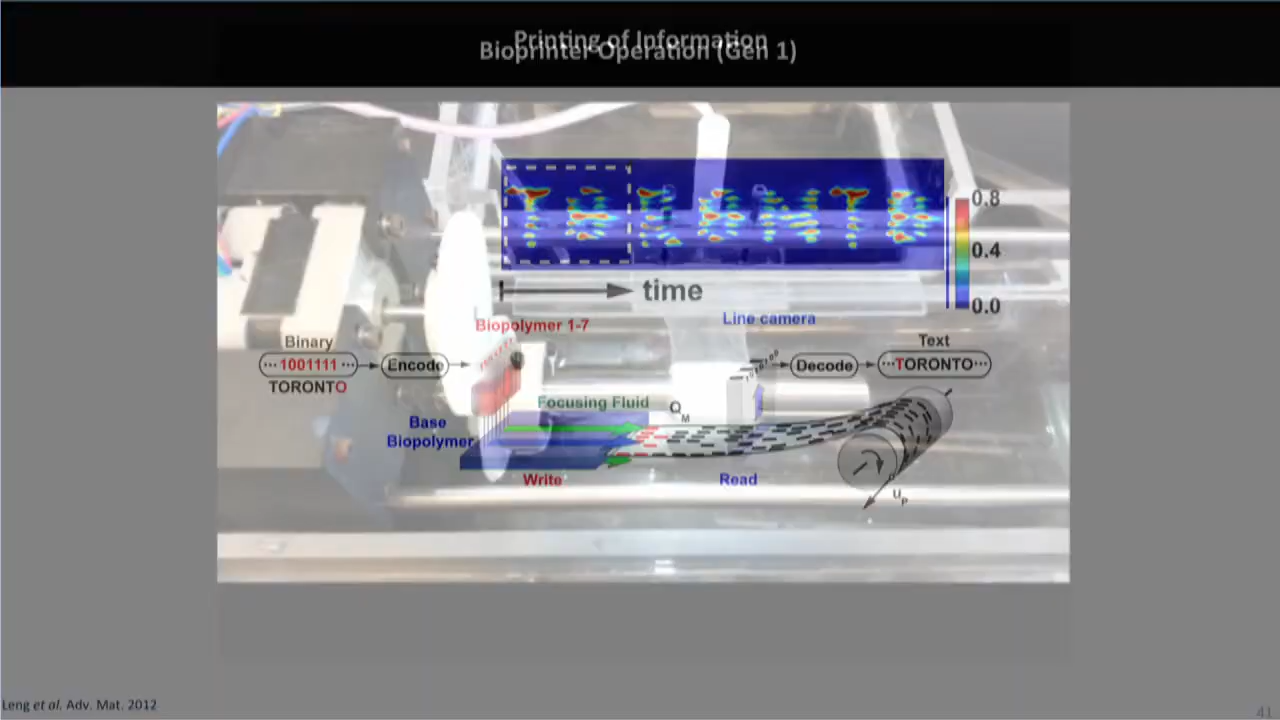 Printing of Information
Bioprinter Operation (Gen 1)
0.8
0.4
0.0
time
Biopolymer 1-7
Line camera
Binary
Text
··· 1001111 ···
Encode
Decode
···TORONTO···
TORONTO
Focusing Fluid
Q_M
Base
Biopolymer
Write
Read
u_p
Leng et al. Adv. Mat. 2012
41